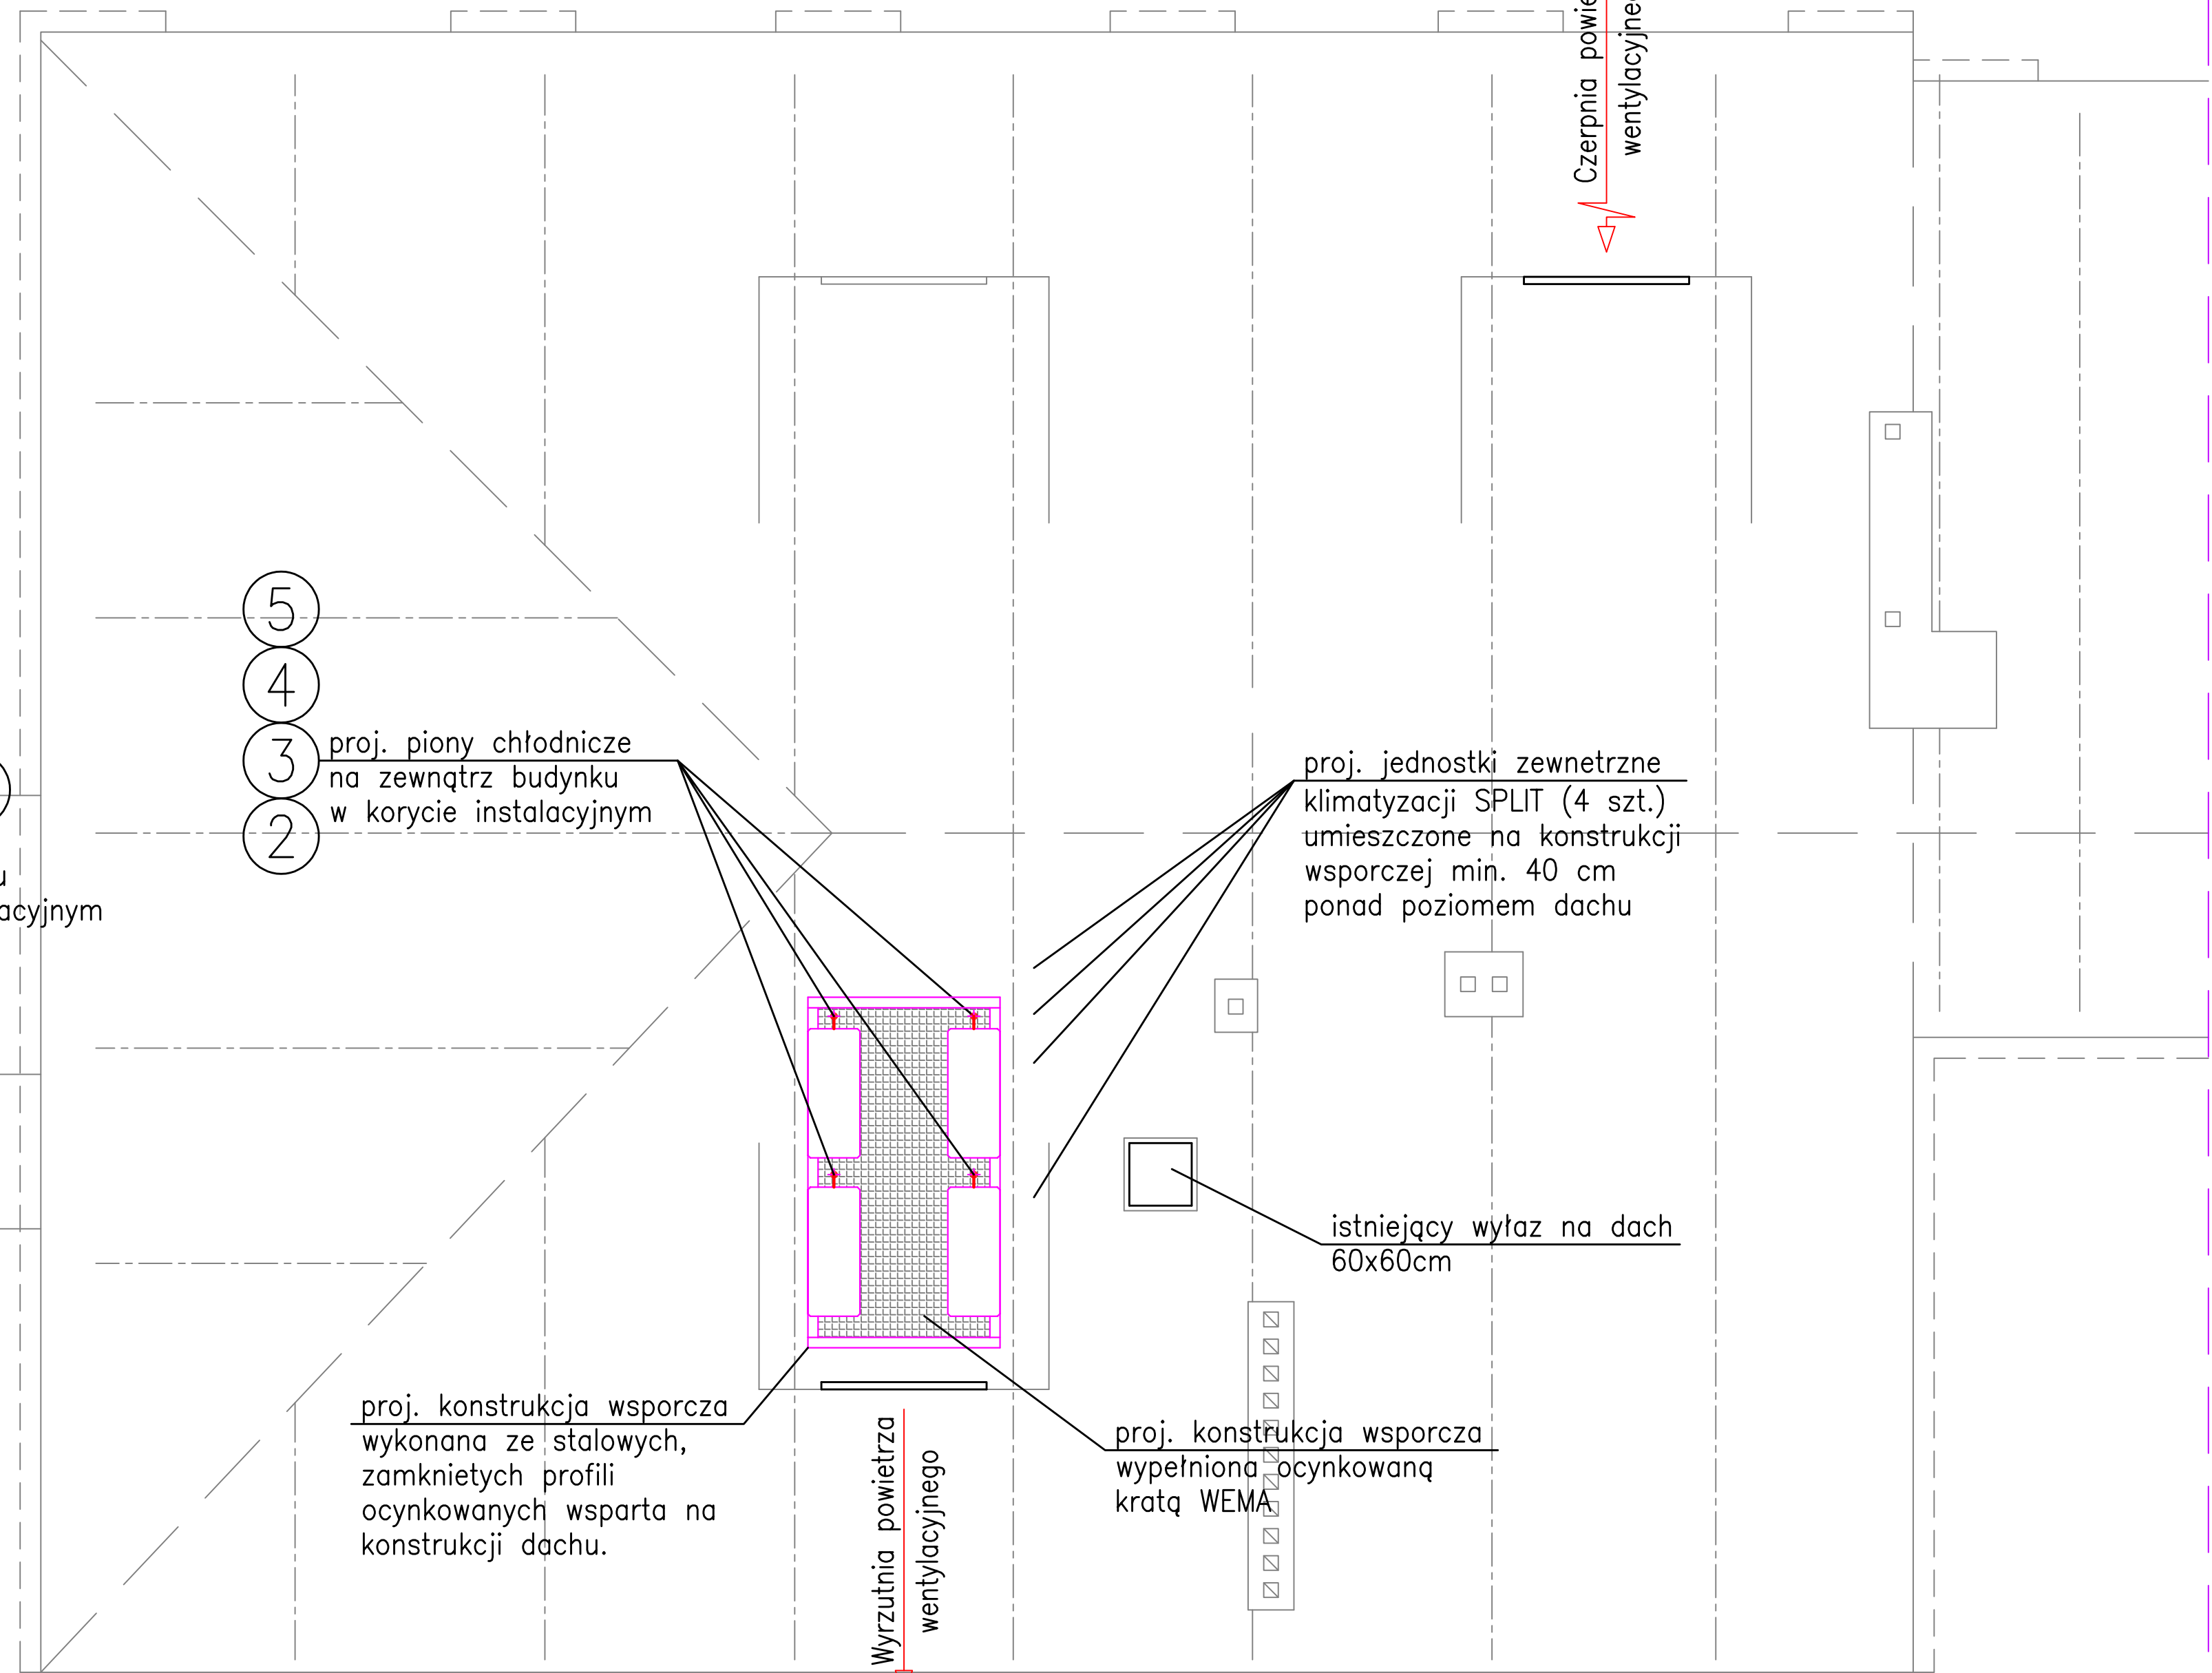 Czerpnia
wentylacyjne
5
4
3
2
proj. piony chłodnicze
na zewnątrz budynku
w korycie instalacyjnym
proj. jednostki zewnetrzne
klimatyzacji SPLIT (4 szt.)
umieszczone na konstrukcji
wsporczej min. 40 cm
ponad poziomem dachu
u
acyjnym
istniejący wyłaz na dach
60x60cm
proj. konstrukcja wsporcza
wykonana ze stalowych,
zamknietych profili
ocynkowanych wsparta na
konstrukcji dachu.
proj. konstrukcja wsporcza
wypełniona ocynkowaną
kratą WEMA
Wyrzutnia powietrza
wentylacyjnego